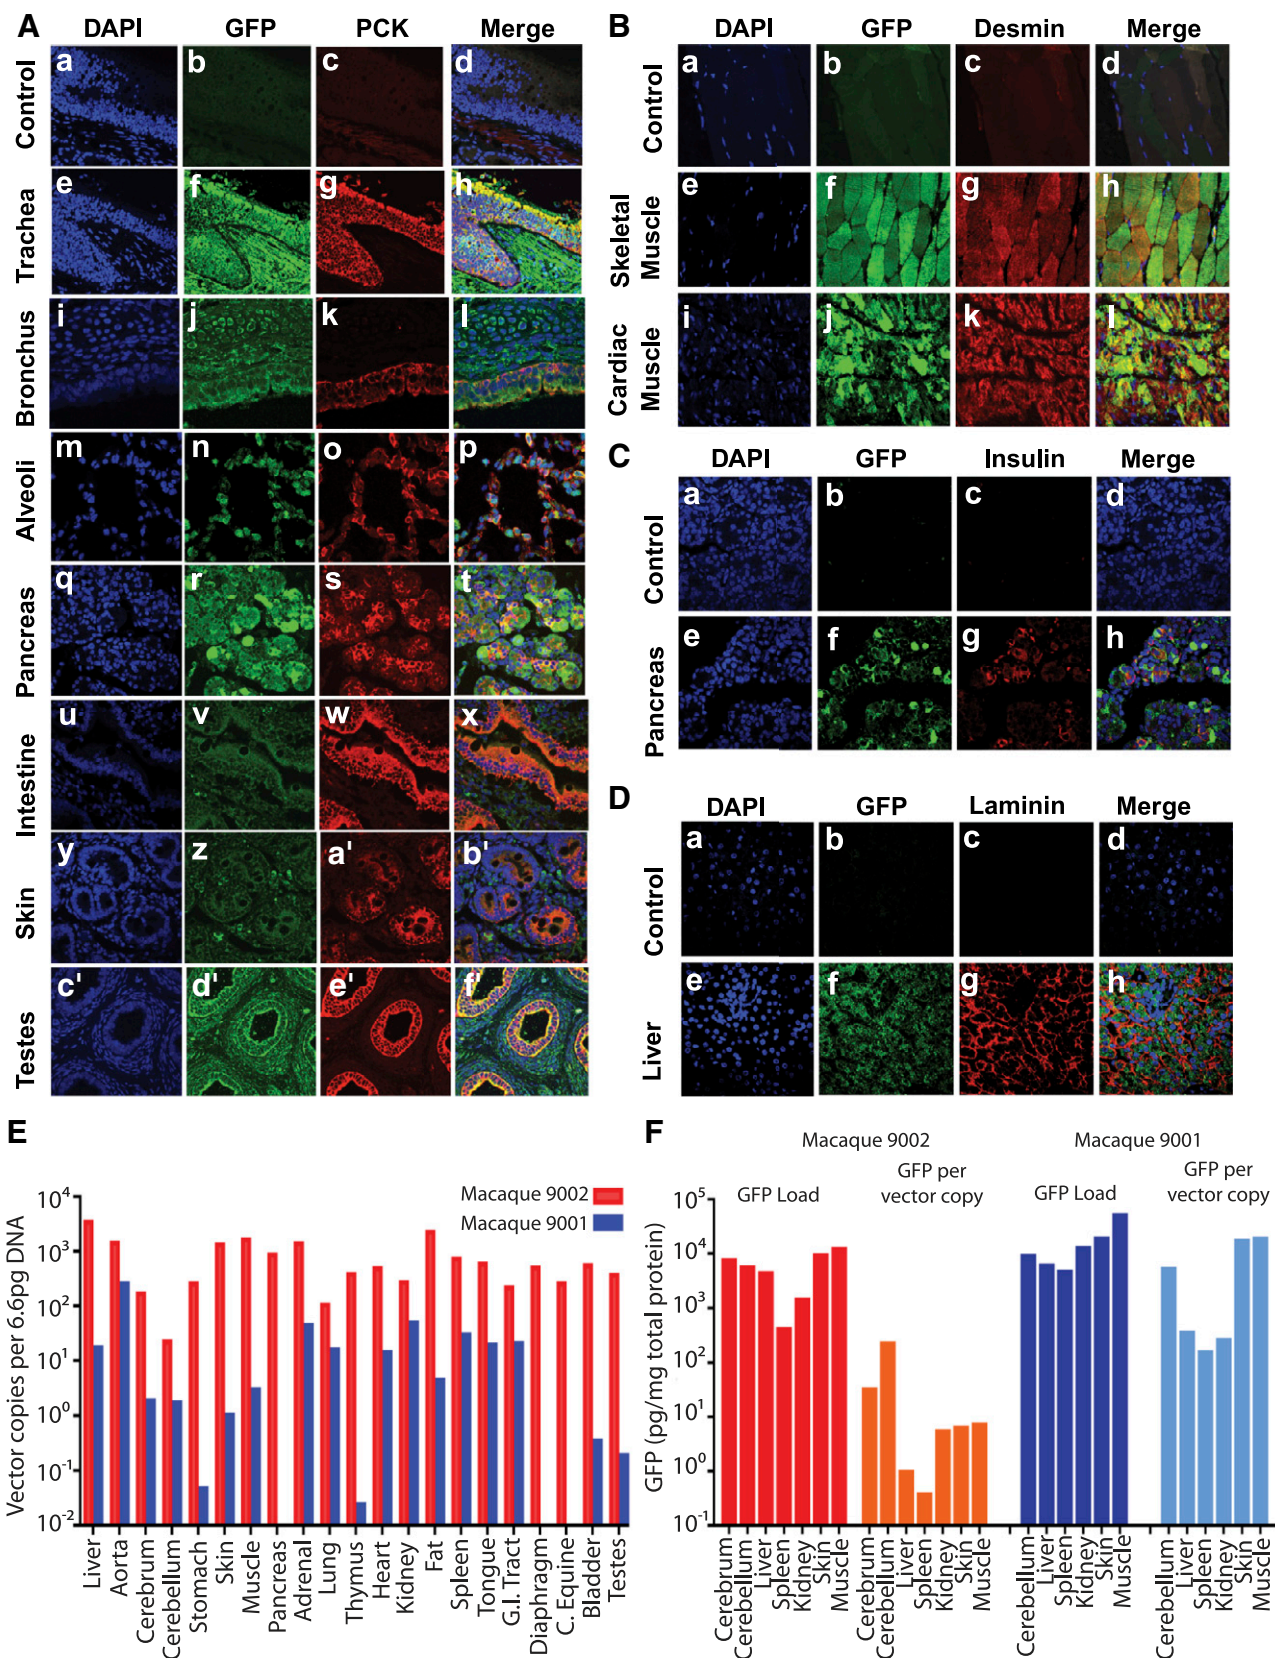 A
DAPI GFP PCK Merge
Control
a b c d
Trachea
e f g h
Bronchus
i j k l
Alveoli
m n o p
Pancreas
q r s t
Intestine
u v w x
Skin
y z a' b'
Testes
c' d' e' f'
B
DAPI GFP Desmin Merge
Control
a b c d
Skeletal
Muscle
e f g h
Cardiac
Muscle
i j k l
C
DAPI GFP Insulin Merge
Control
a b c d
Pancreas
e f g h
D
DAPI GFP Laminin Merge
Control
a b c d
Liver
e f g h
E
Macaque 9002
Macaque 9001
Vector copies per 6.6pg DNA
10^4
10^3
10^2
10^1
10^0
10^-1
10^-2
Liver
Aorta
Cerebrum
Cerebellum
Stomach
Skin
Muscle
Pancreas
Adrenal
Lung
Thymus
Heart
Kidney
Fat
Spleen
Tongue
G.I. Tract
Diaphragm
C. Equine
Bladder
Testes
F
Macaque 9002 Macaque 9001
GFP Load
GFP per
vector copy
GFP Load
GFP per
vector copy
GFP (pg/mg total protein)
10^5
10^4
10^3
10^2
10^1
10^0
10^-1
Cerebrum
Cerebellum
Liver
Spleen
Kidney
Skin
Muscle
Cerebrum
Cerebellum
Liver
Spleen
Kidney
Skin
Muscle
Cerebellum
Liver
Spleen
Kidney
Skin
Muscle
Cerebellum
Liver
Spleen
Kidney
Skin
Muscle